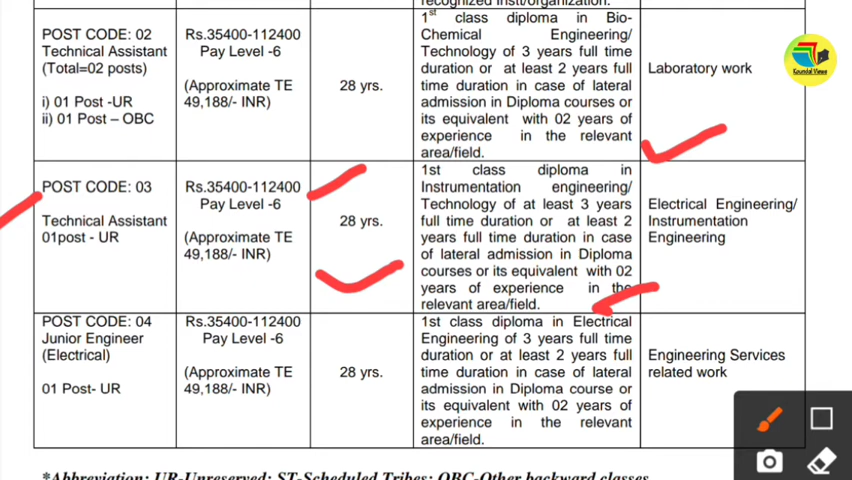 recognized Instt/organization.
POST CODE: 02
Technical Assistant
(Total=02 posts)
i) 01 Post -UR
ii) 01 Post – OBC
Rs.35400-112400
Pay Level -6
(Approximate TE
49,188/- INR)
28 yrs.
1st class diploma in Bio-
Chemical Engineering/
Technology of 3 years full time
duration or at least 2 years full
time duration in case of lateral
admission in Diploma courses or
its equivalent with 02 years of
experience in the relevant
area/field.
Laboratory work
POST CODE: 03
Technical Assistant
01post - UR
Rs.35400-112400
Pay Level -6
(Approximate TE
49,188/- INR)
28 yrs.
1st class diploma in
Instrumentation engineering/
Technology of at least 3 years
full time duration or at least 2
years full time duration in case
of lateral admission in Diploma
courses or its equivalent with 02
years of experience in the
relevant area/field.
Electrical Engineering/
Instrumentation
Engineering
POST CODE: 04
Junior Engineer
(Electrical)
01 Post- UR
Rs.35400-112400
Pay Level -6
(Approximate TE
49,188/- INR)
28 yrs.
1st class diploma in Electrical
Engineering of 3 years full time
duration or at least 2 years full
time duration in case of lateral
admission in Diploma course or
its equivalent with 02 years of
experience in the relevant
area/field.
Engineering Services
related work
*Abbreviation: UR-Unreserved; ST-Scheduled Tribes; OBC-Other backward classes
Koundal Views